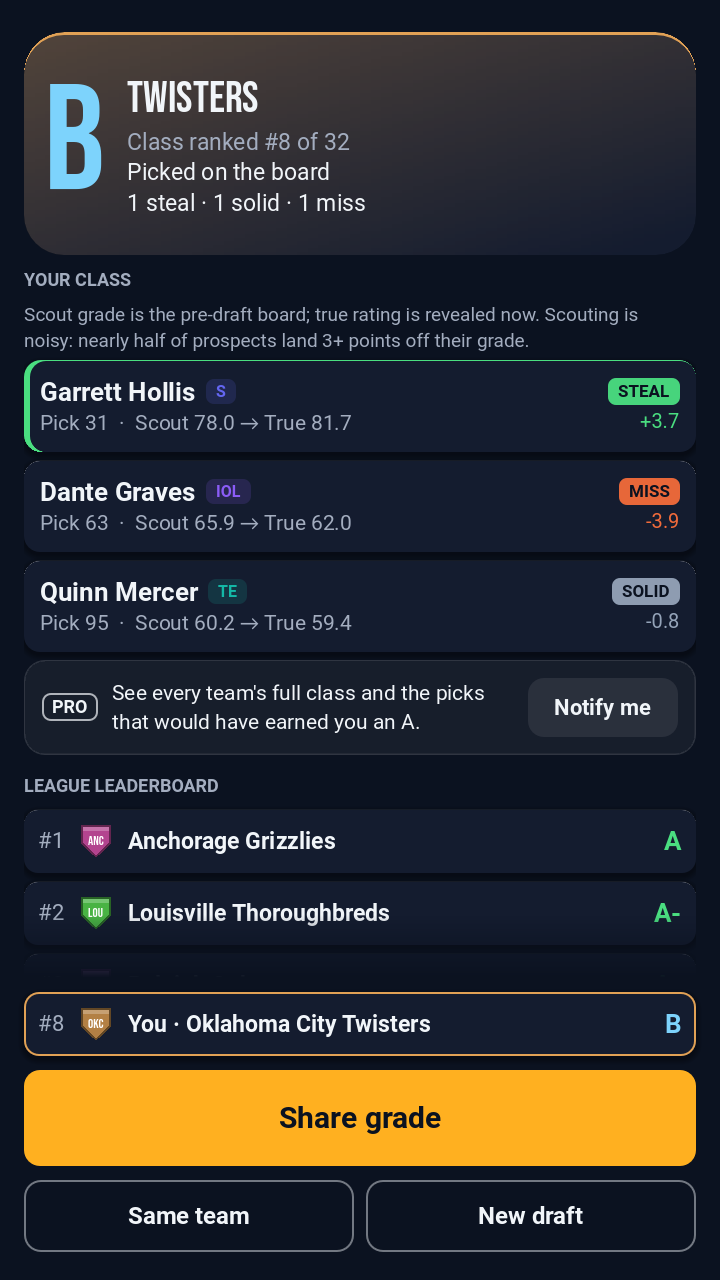 B
TWISTERS
Class ranked #8 of 32
Picked on the board
1 steal · 1 solid · 1 miss
YOUR CLASS
Scout grade is the pre-draft board; true rating is revealed now. Scouting is
noisy: nearly half of prospects land 3+ points off their grade.
Garrett Hollis S STEAL
Pick 31 · Scout 78.0 → True 81.7 +3.7
Dante Graves IOL MISS
Pick 63 · Scout 65.9 → True 62.0 -3.9
Quinn Mercer TE SOLID
Pick 95 · Scout 60.2 → True 59.4 -0.8
PRO See every team's full class and the picks
that would have earned you an A. Notify me
LEAGUE LEADERBOARD
#1 ANC Anchorage Grizzlies A
#2 LOU Louisville Thoroughbreds A-
#8 OKC You · Oklahoma City Twisters B
Share grade
Same team New draft